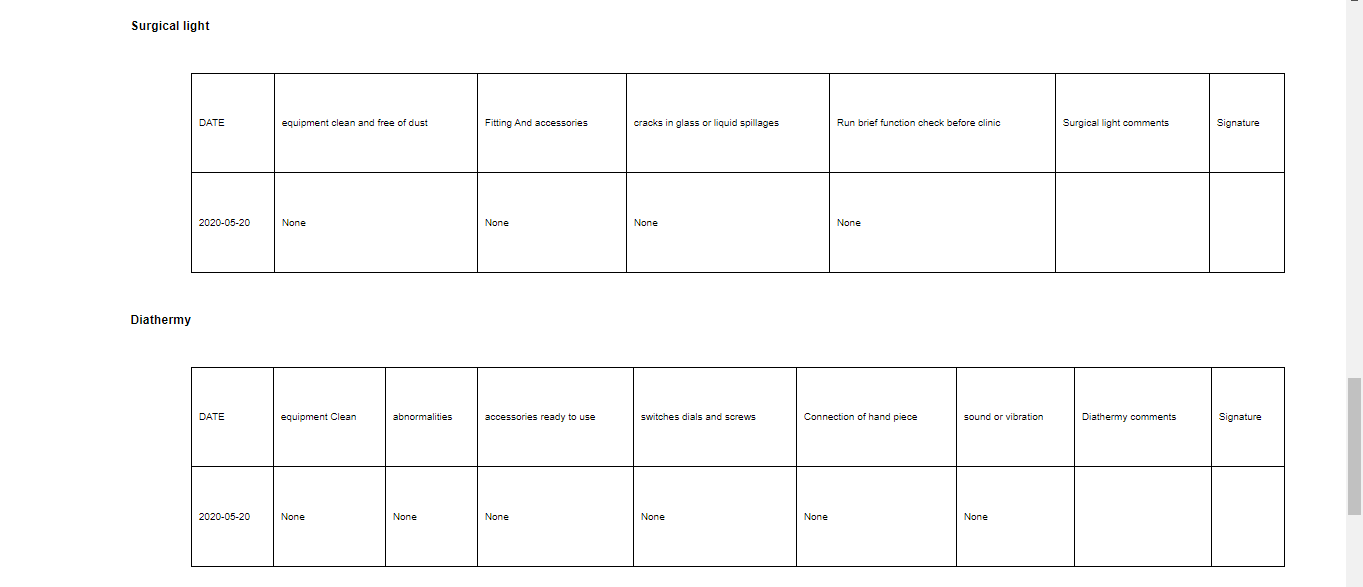 Surgical light
DATE equipment clean and free of dust Fitting And accessories cracks in glass or liquid spillages Run brief function check before clinic Surgical light comments Signature
2020-05-20 None None None None
Diathermy
DATE equipment Clean abnormalities accessories ready to use switches dials and screws Connection of hand piece sound or vibration Diathermy comments Signature
2020-05-20 None None None None None None